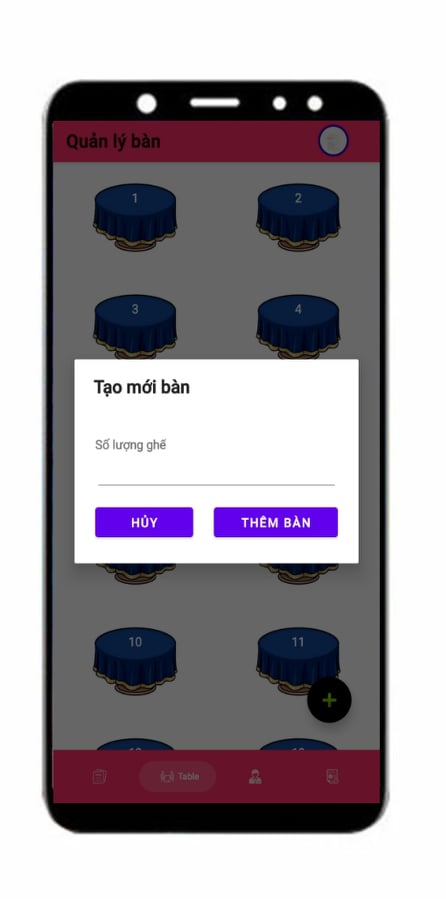 Quản lý bàn
1
2
3
4
Tạo mới bàn
Số lượng ghế
HỦY
THÊM BÀN
10
11
Table